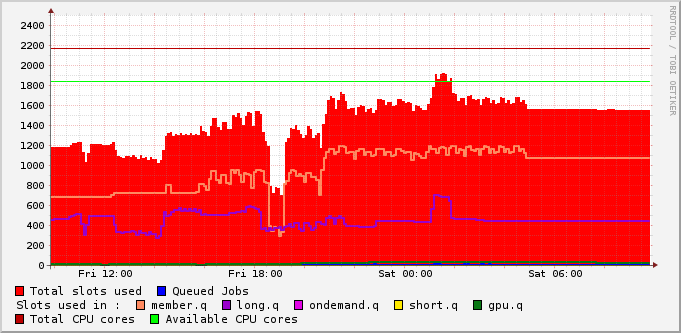 RRDTOOL / TOBI OETIKER
2400
2200
2000
1800
1600
1400
1200
1000
800
600
400
200
0
Fri 12:00 Fri 18:00 Sat 00:00 Sat 06:00
Total slots used Queued Jobs
Slots used in : member.q long.q ondemand.q short.q gpu.q
Total CPU cores Available CPU cores